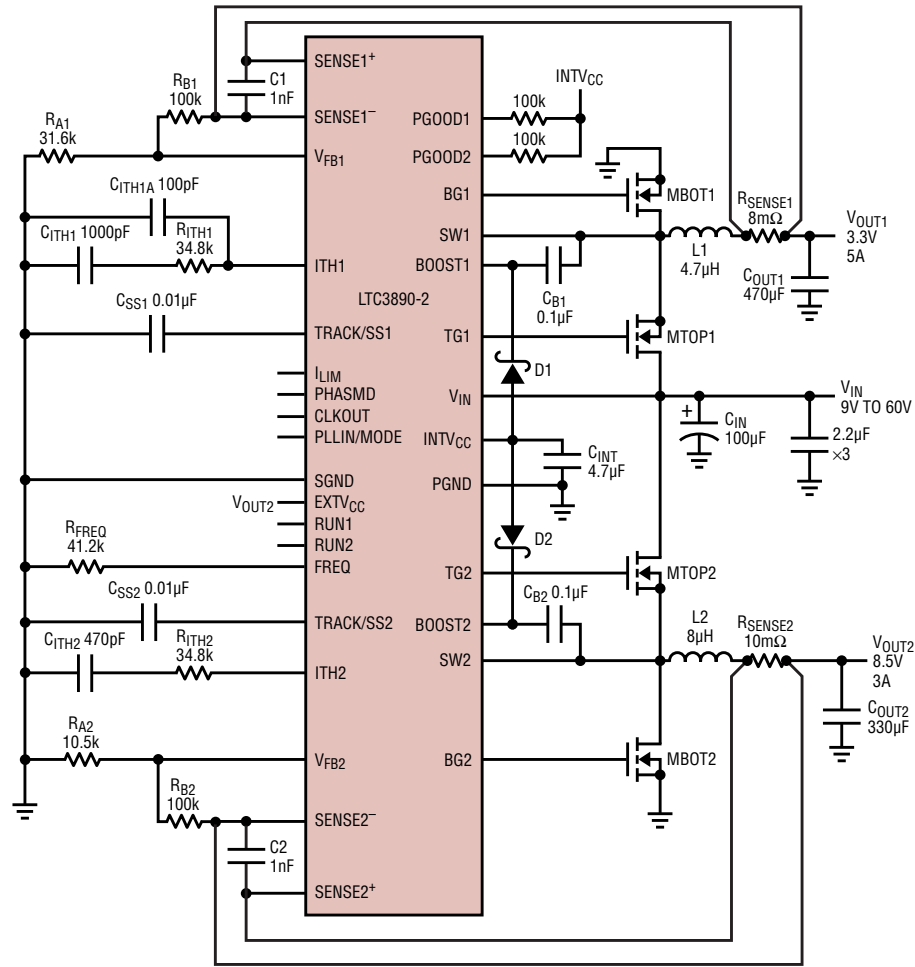 SENSE1+
C1
1nF
RB1
100k
SENSE1−
RA1
31.6k
VFB1
CITH1A 100pF
CITH1 1000pF
RITH1
34.8k
ITH1
LTC3890-2
CSS1 0.01µF
TRACK/SS1
ILIM
PHASMD
CLKOUT
PLLIN/MODE
SGND
VOUT2
EXTVCC
RUN1
RUN2
RFREQ
41.2k
FREQ
CSS2 0.01µF
TRACK/SS2
CITH2 470pF
RITH2
34.8k
ITH2
RA2
10.5k
VFB2
RB2
100k
SENSE2−
C2
1nF
SENSE2+
INTVCC
100k
PGOOD1
100k
PGOOD2
BG1
MBOT1
SW1
L1
4.7µH
RSENSE1
8mΩ
VOUT1
3.3V
5A
COUT1
470µF
BOOST1
CB1
0.1µF
TG1
MTOP1
D1
VIN
VIN
9V TO 60V
CIN
100µF
2.2µF
×3
+
INTVCC
CINT
4.7µF
PGND
D2
TG2
MTOP2
CB2 0.1µF
BOOST2
SW2
L2
8µH
RSENSE2
10mΩ
VOUT2
8.5V
3A
COUT2
330µF
BG2
MBOT2